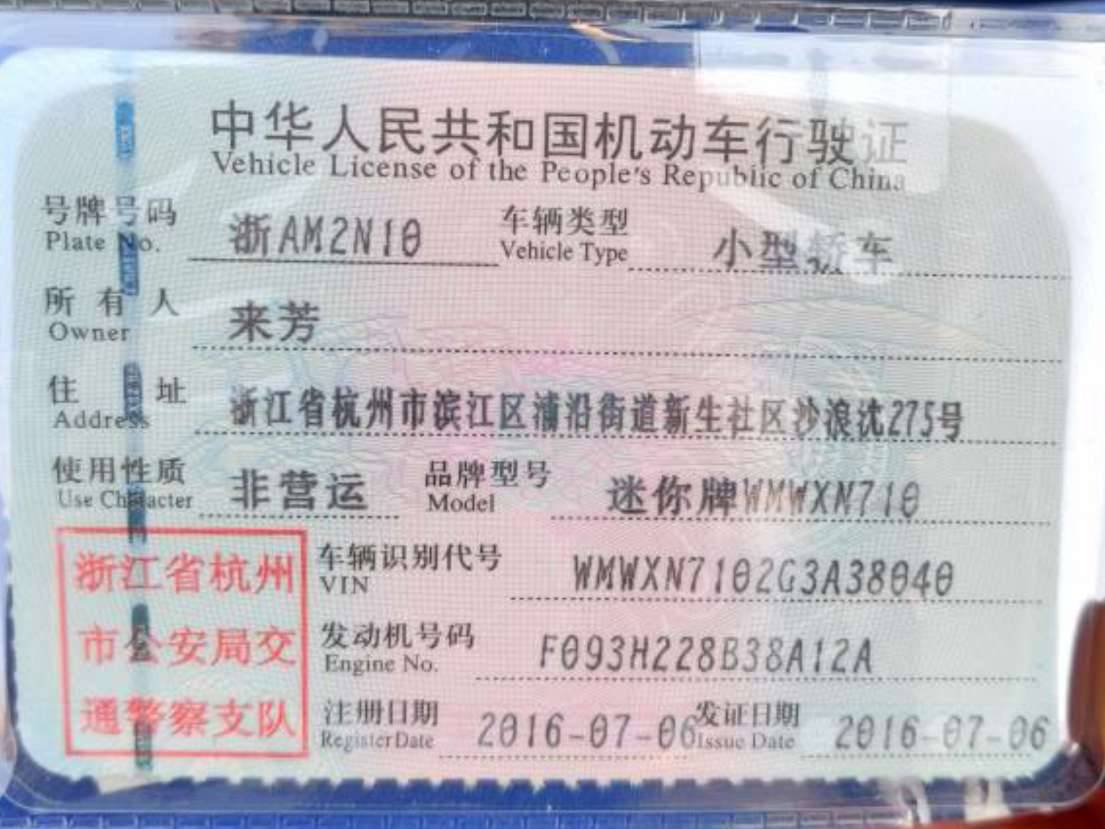 中华人民共和国机动车行驶证
Vehicle License of the People's Republic of China
号牌号码 浙AM2N10 车辆类型 小型轿车
Plate No. Vehicle Type
所有人 来芳
Owner
住址 浙江省杭州市滨江区浦沿街道新生社区沙浪沈275号
Address
使用性质 非营运 品牌型号 迷你牌WMWXN710
Use Character Model
浙江省杭州 车辆识别代号 WMWXN7102G3A38040
VIN
市公安局交 发动机号码 F093H228B38A12A
Engine No.
通警察支队 注册日期 2016-07-06 发证日期 2016-07-06
Register Date Issue Date